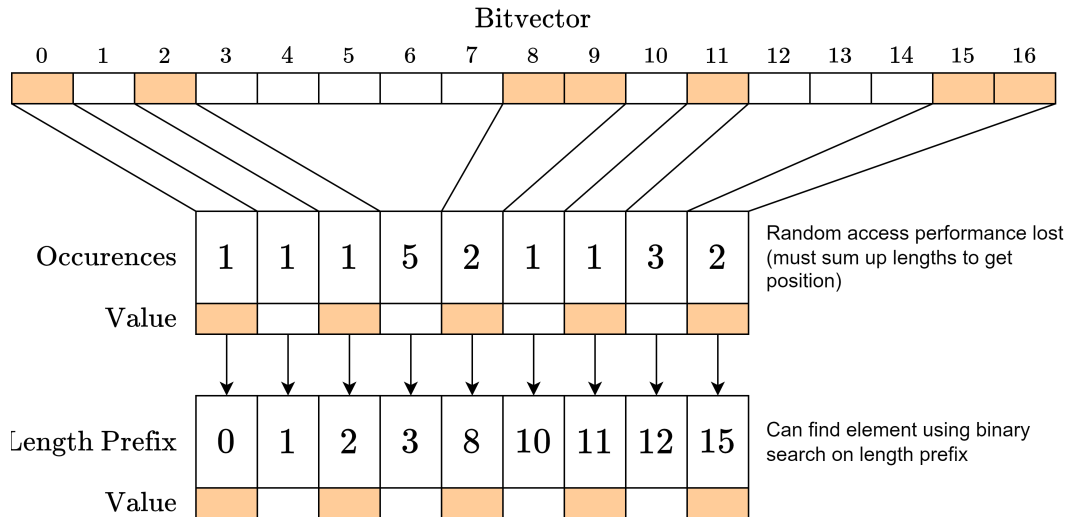 Bitvector
0 1 2 3 4 5 6 7 8 9 10 11 12 13 14 15 16
Occurences 1 1 1 5 2 1 1 3 2
Random access performance lost
(must sum up lengths to get
position)
Value
Length Prefix 0 1 2 3 8 10 11 12 15
Can find element using binary
search on length prefix
Value